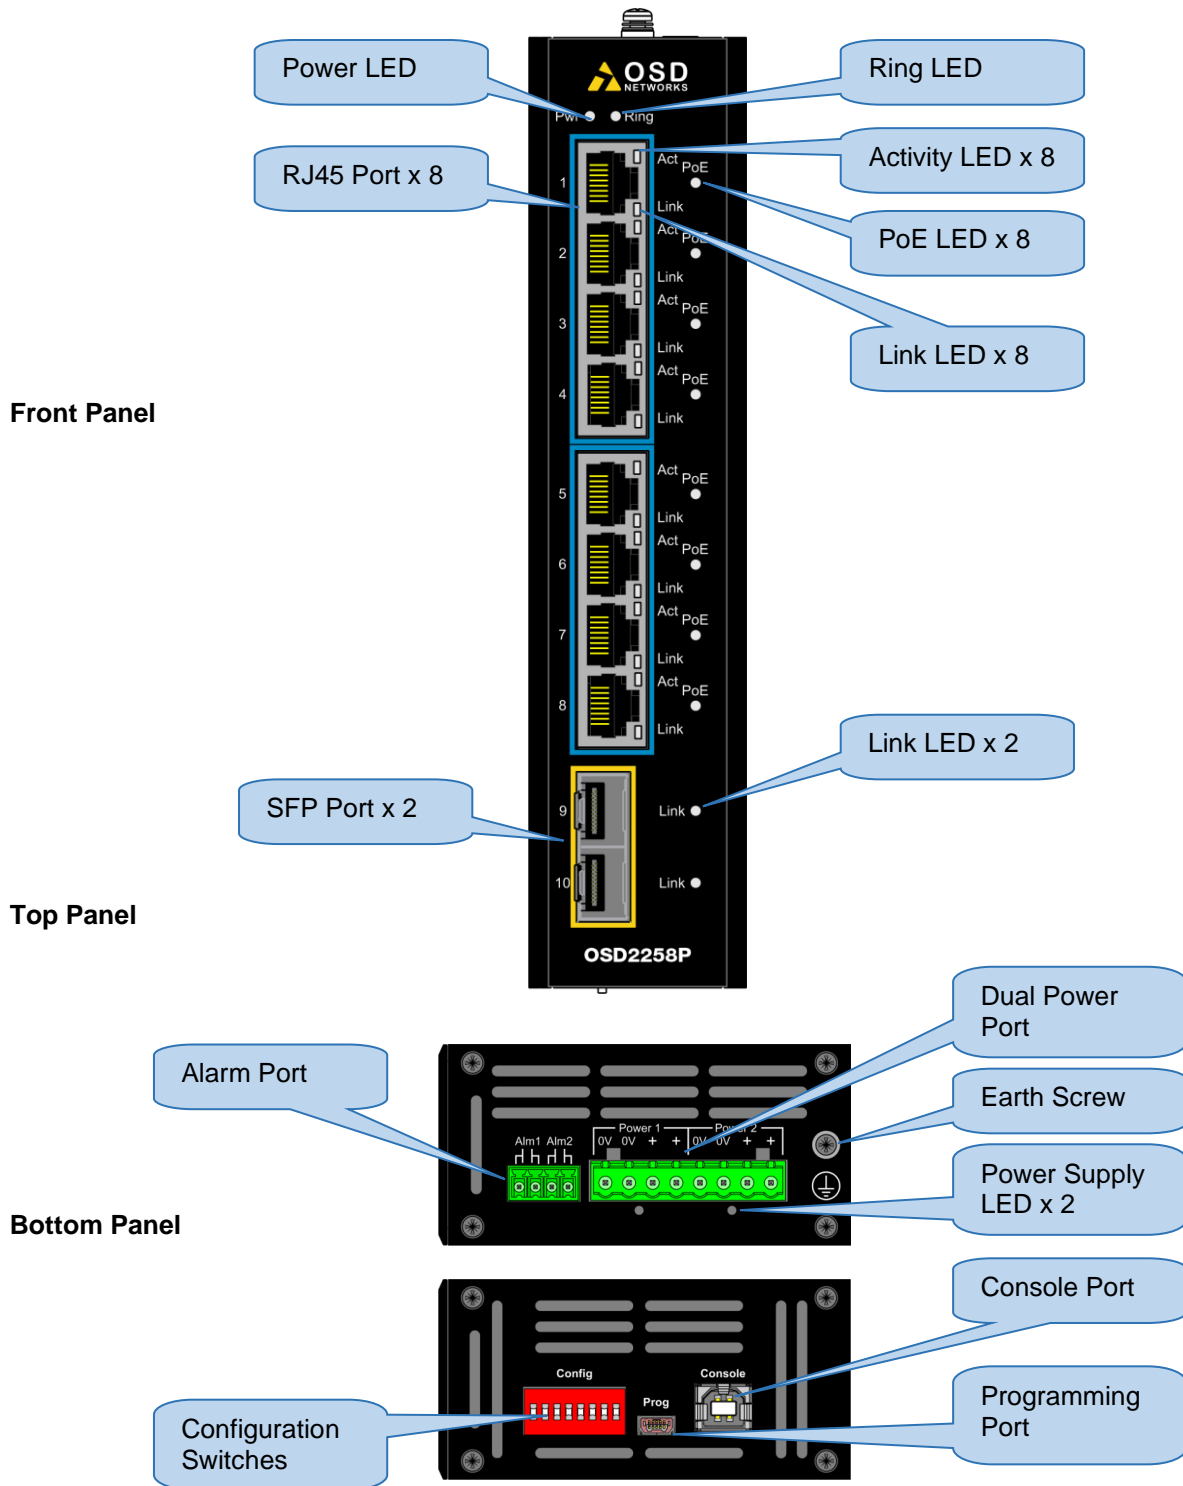 Power LED
Ring LED
OSD
NETWORKS
Pwr
Ring
RJ45 Port x 8
Activity LED x 8
PoE LED x 8
Link LED x 8
1
Act
PoE
Link
2
Act
PoE
Link
3
Act
PoE
Link
4
Act
PoE
Link
Front Panel
5
Act
PoE
Link
6
Act
PoE
Link
7
Act
PoE
Link
8
Act
PoE
Link
Link LED x 2
SFP Port x 2
9
Link
10
Link
Top Panel
OSD2258P
Dual Power
Port
Alarm Port
Earth Screw
Alm1 Alm2
Power 1
Power 2
0V 0V + + 0V 0V + +
Power Supply
LED x 2
Bottom Panel
Console Port
Config
Console
Prog
Programming
Port
Configuration
Switches